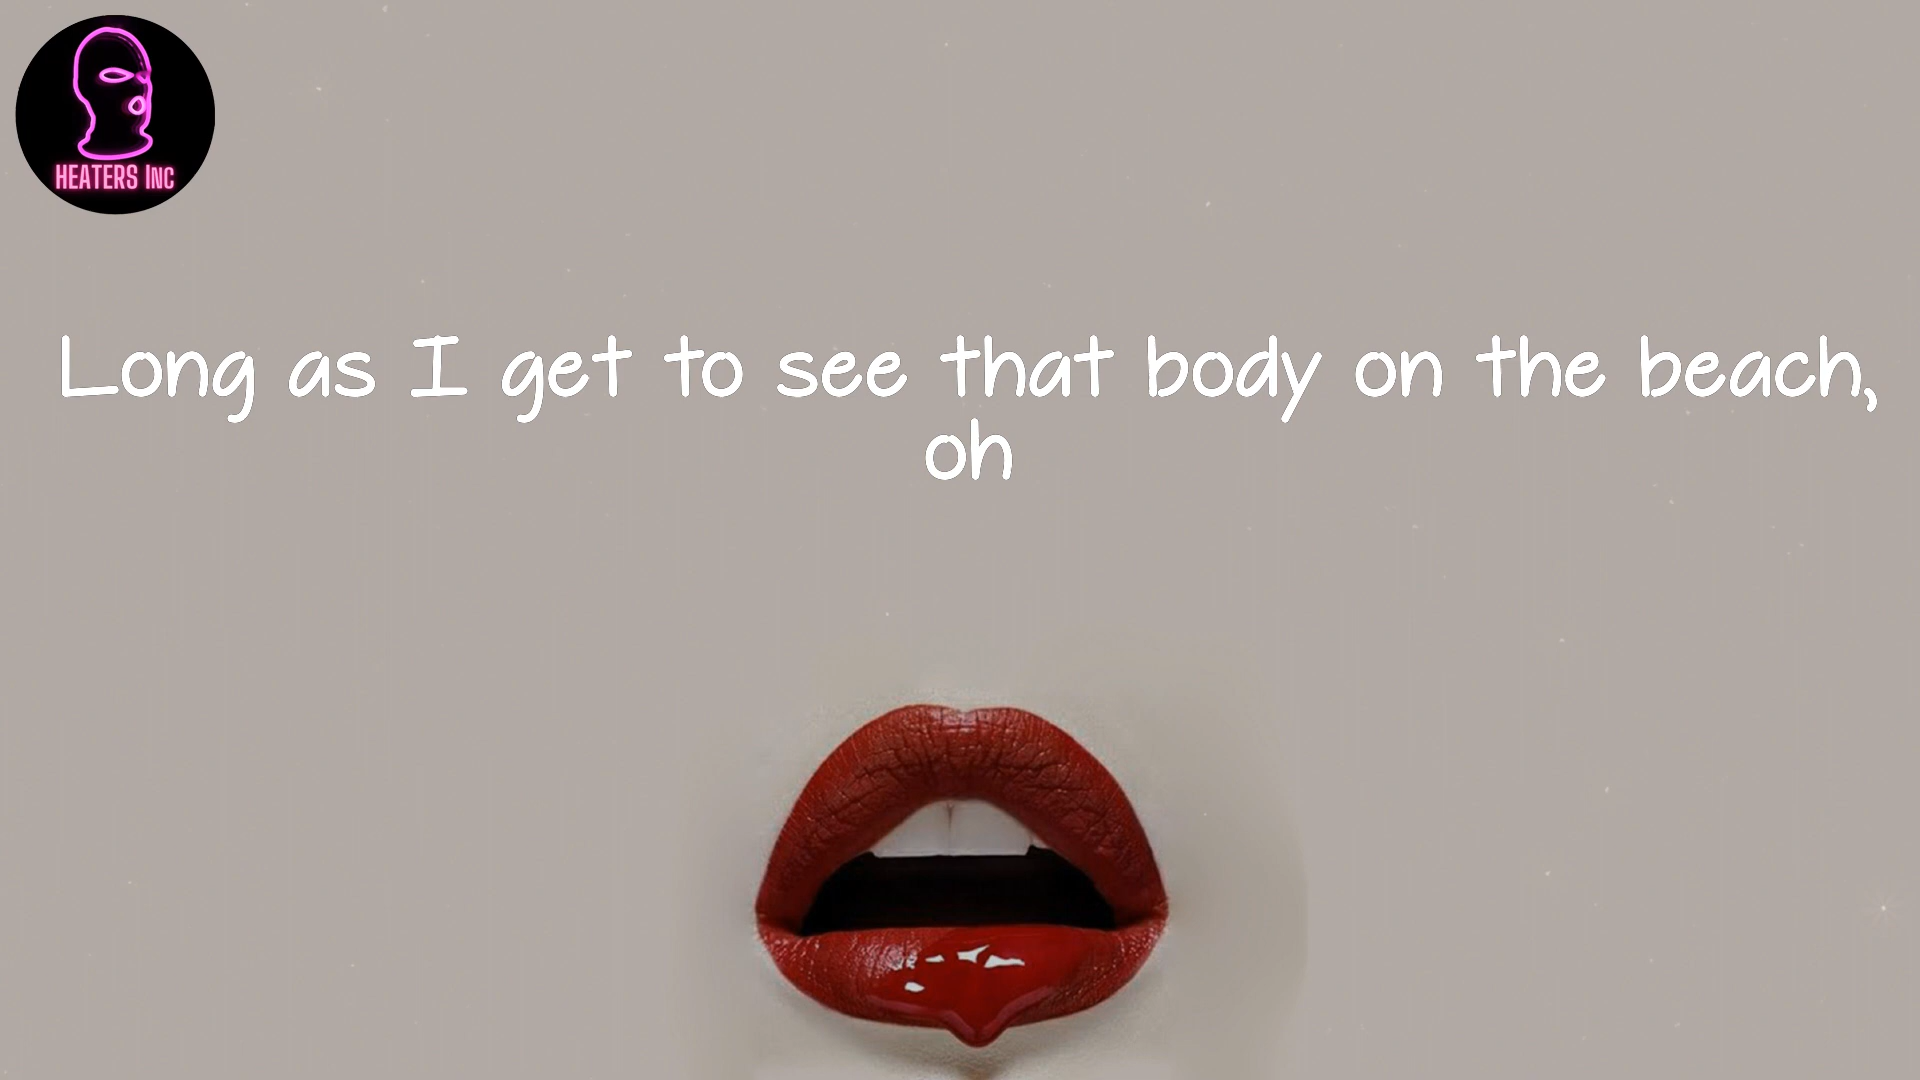 HEATERS INC
Long as I get to see that body on the beach,
oh